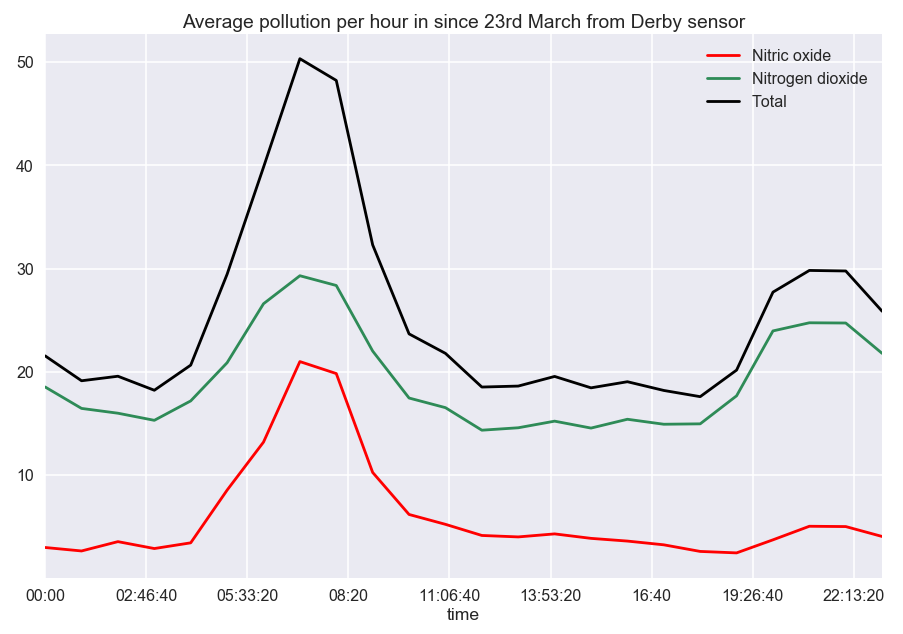 Average pollution per hour in since 23rd March from Derby sensor
Nitric oxide
Nitrogen dioxide
Total
50
40
30
20
10
00:00 02:46:40 05:33:20 08:20 11:06:40 13:53:20 16:40 19:26:40 22:13:20
time